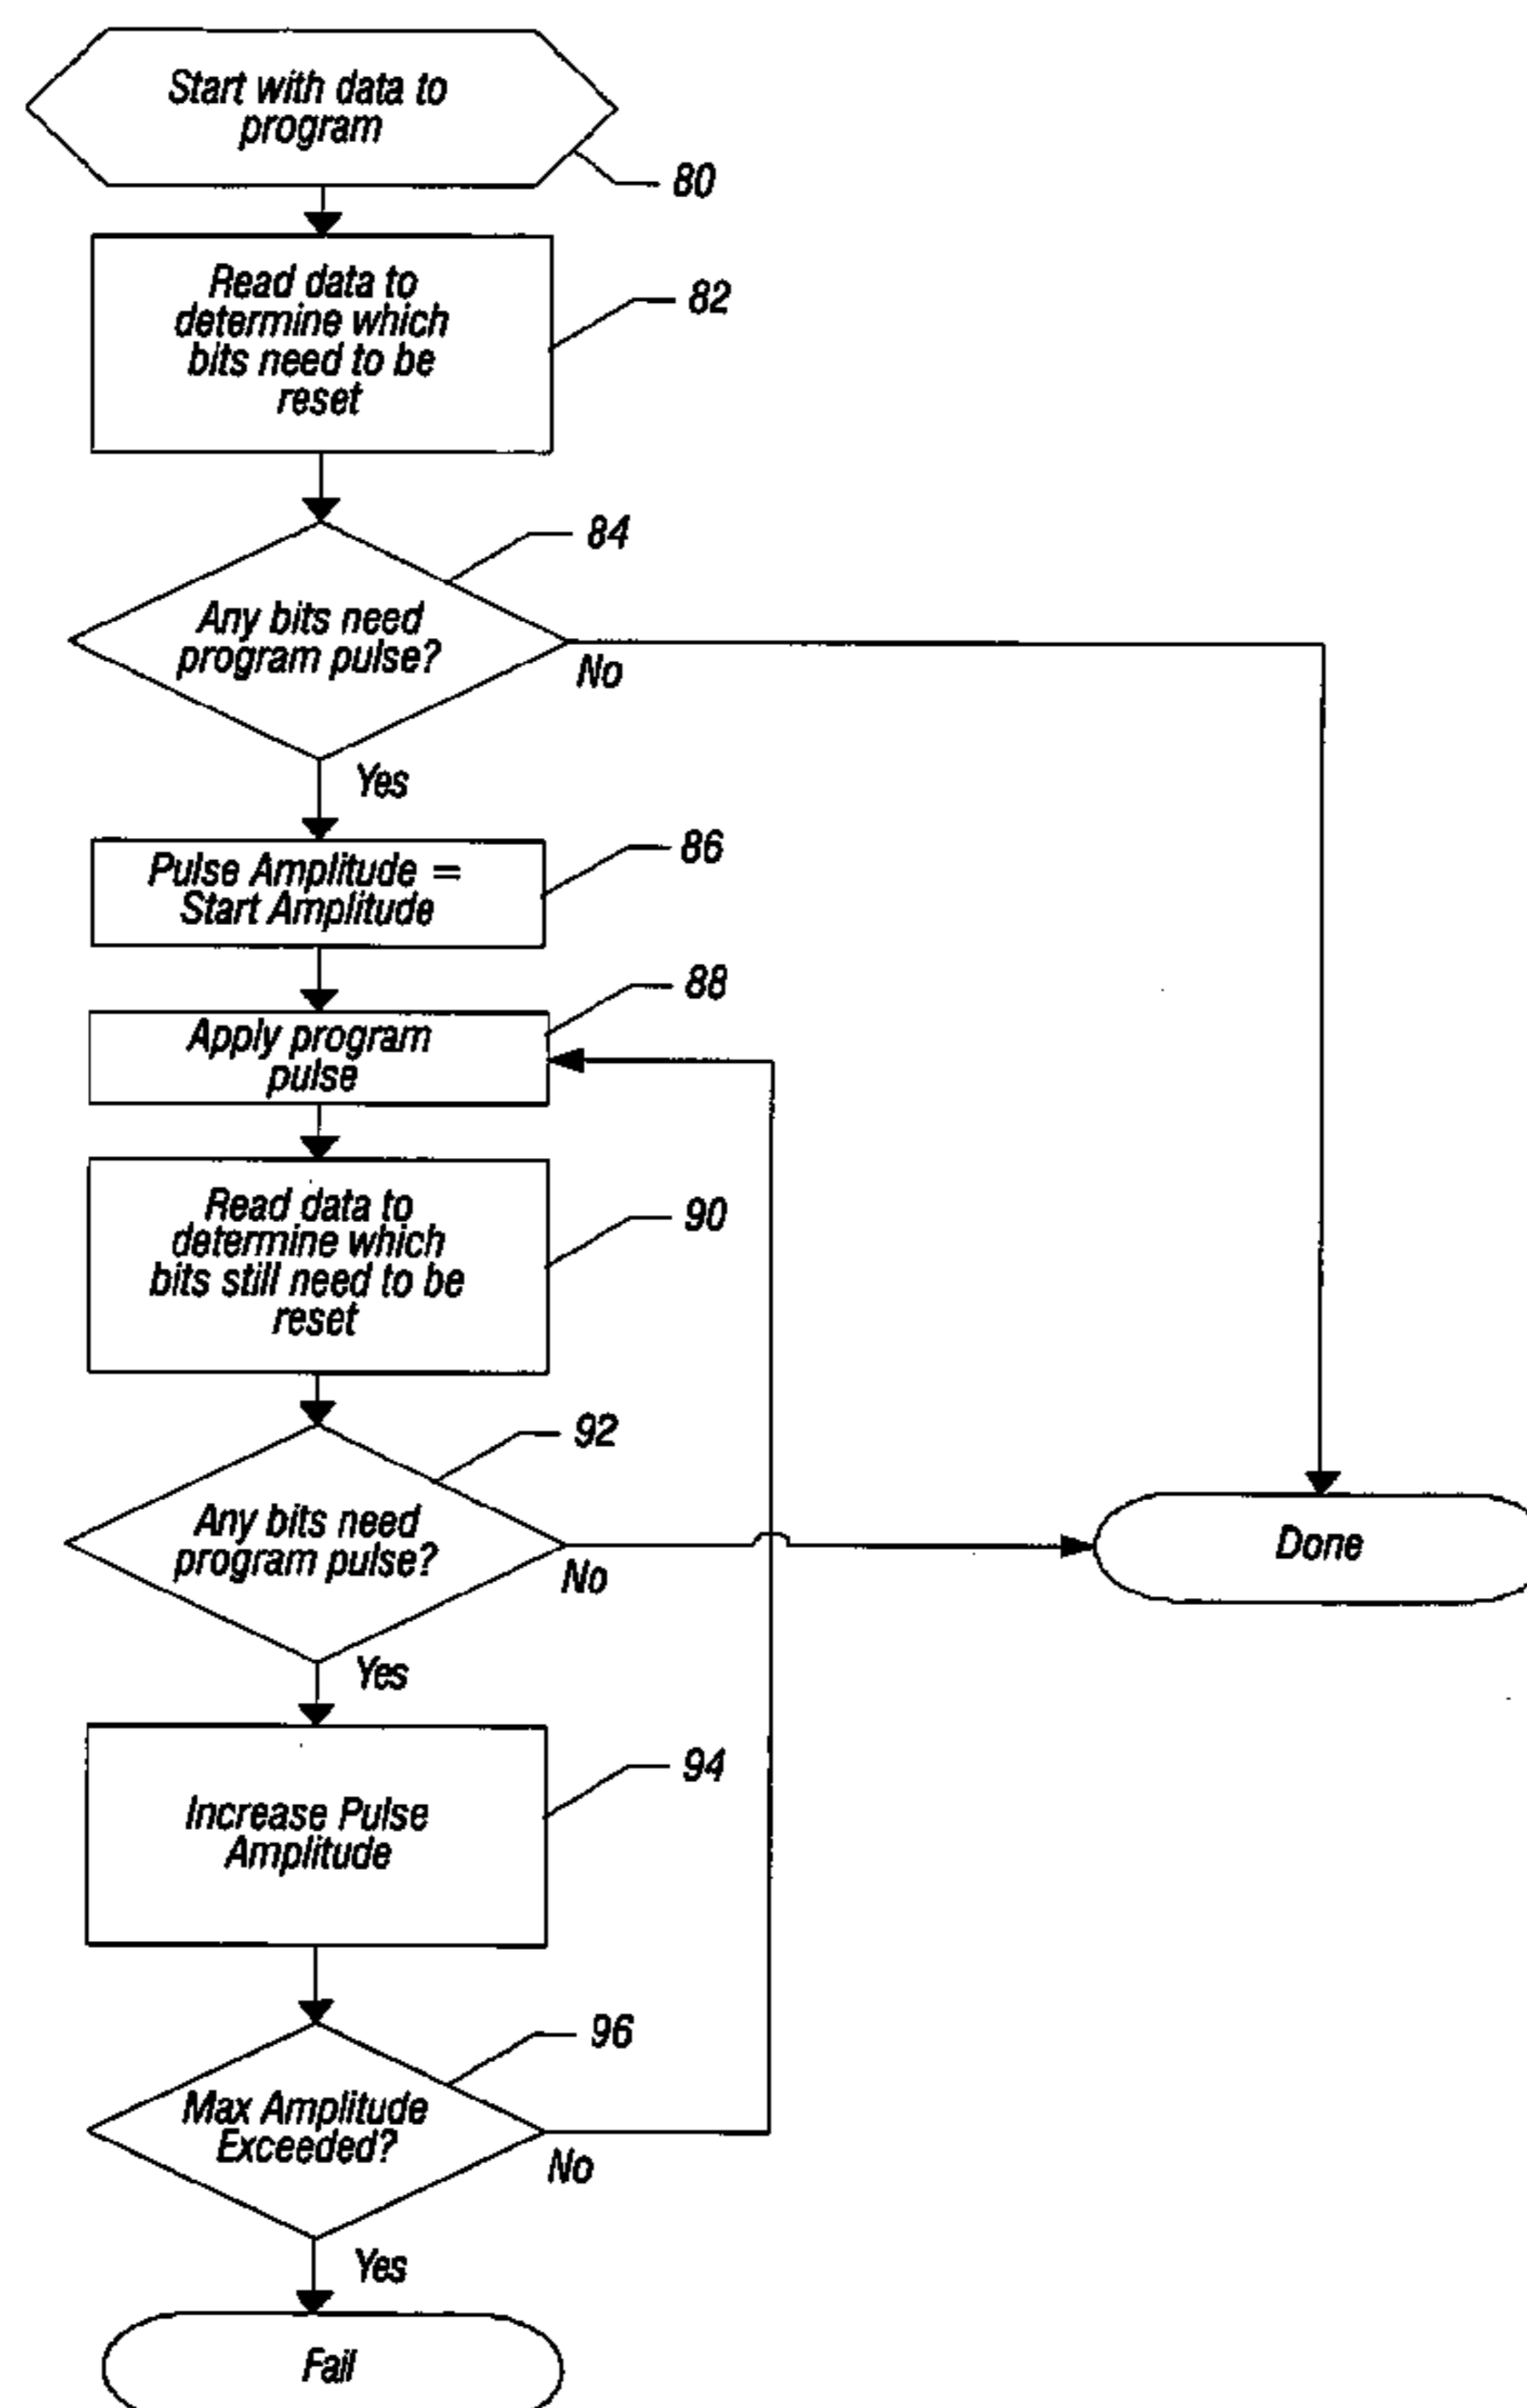 Start with data to
program
80
Read data to
determine which
bits need to be
reset
82
84
Any bits need
program pulse?
No
Yes
86
Pulse Amplitude =
Start Amplitude
88
Apply program
pulse
Read data to
determine which
bits still need to be
reset
90
92
Any bits need
program pulse?
No
Done
Yes
94
Increase Pulse
Amplitude
96
Max Amplitude
Exceeded?
No
Yes
Fail